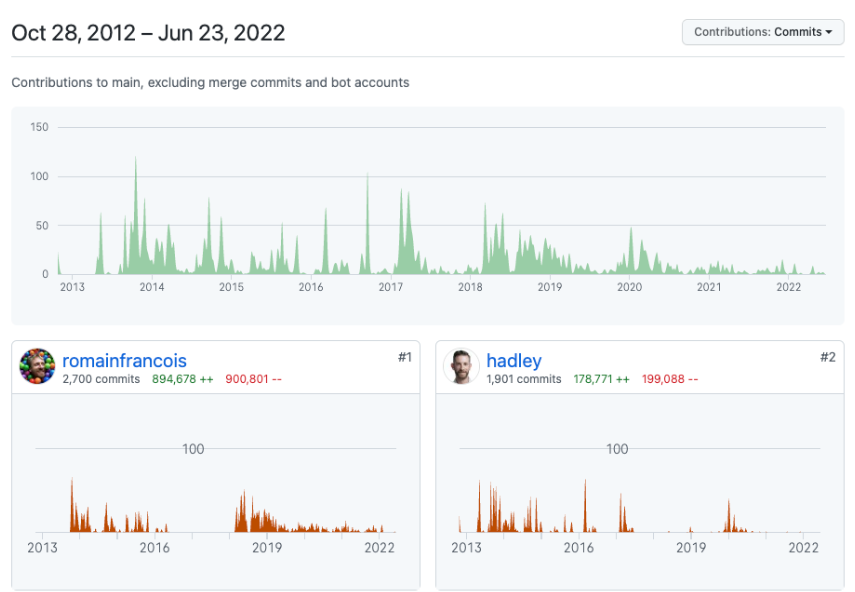 Oct 28, 2012 – Jun 23, 2022
Contributions: Commits
Contributions to main, excluding merge commits and bot accounts
150
100
50
0
2013 2014 2015 2016 2017 2018 2019 2020 2021 2022
romainfrancois #1
2,700 commits 894,678 ++ 900,801 --
100
2013 2016 2019 2022
hadley #2
1,901 commits 178,771 ++ 199,088 --
100
2013 2016 2019 2022